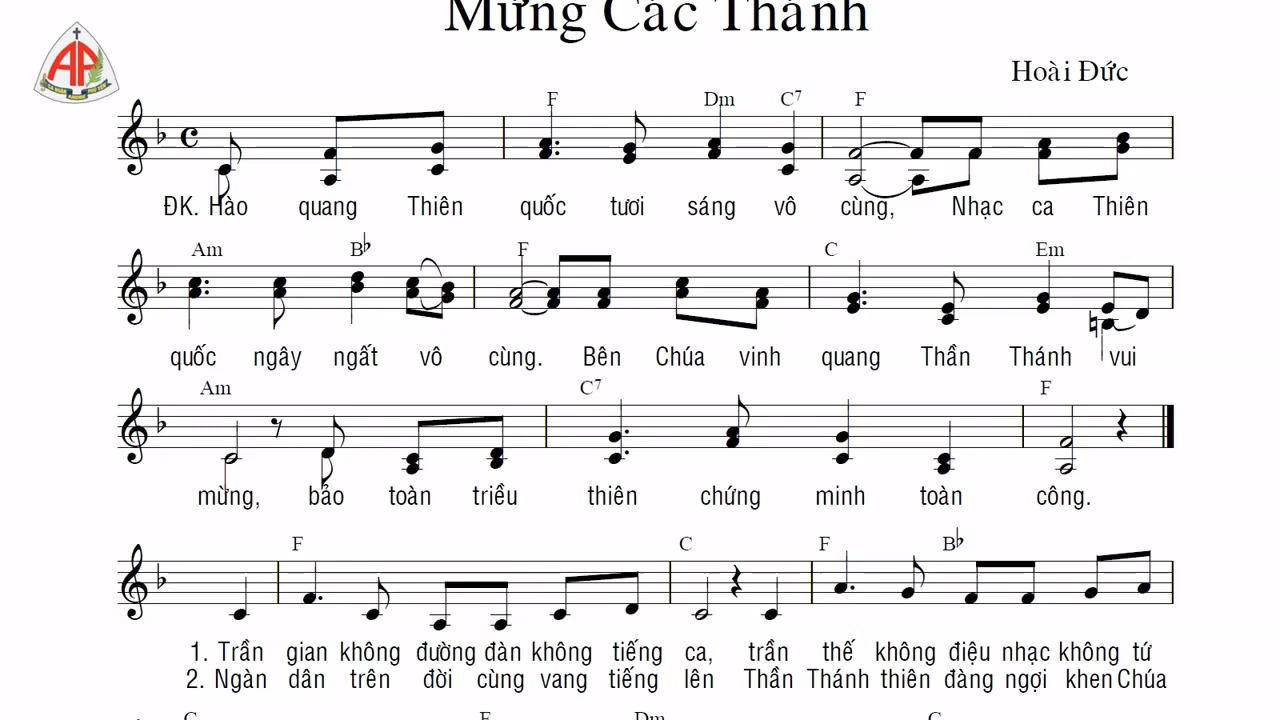 Mừng Các Thánh
Hoài Đức
F Dm C7 F
ĐK. Hào quang Thiên quốc tươi sáng vô cùng, Nhạc ca Thiên
Am B♭ F C Em
quốc ngây ngất vô cùng. Bên Chúa vinh quang Thần Thánh vui
Am C7 F
mừng, bảo toàn triều thiên chứng minh toàn công.
F C F B♭
1. Trần gian không đường đàn không tiếng ca, trần thế không điệu nhạc không tứ
2. Ngàn dân trên đời cùng vang tiếng lên Thần Thánh thiên đàng ngợi khen Chúa
C F Dm C